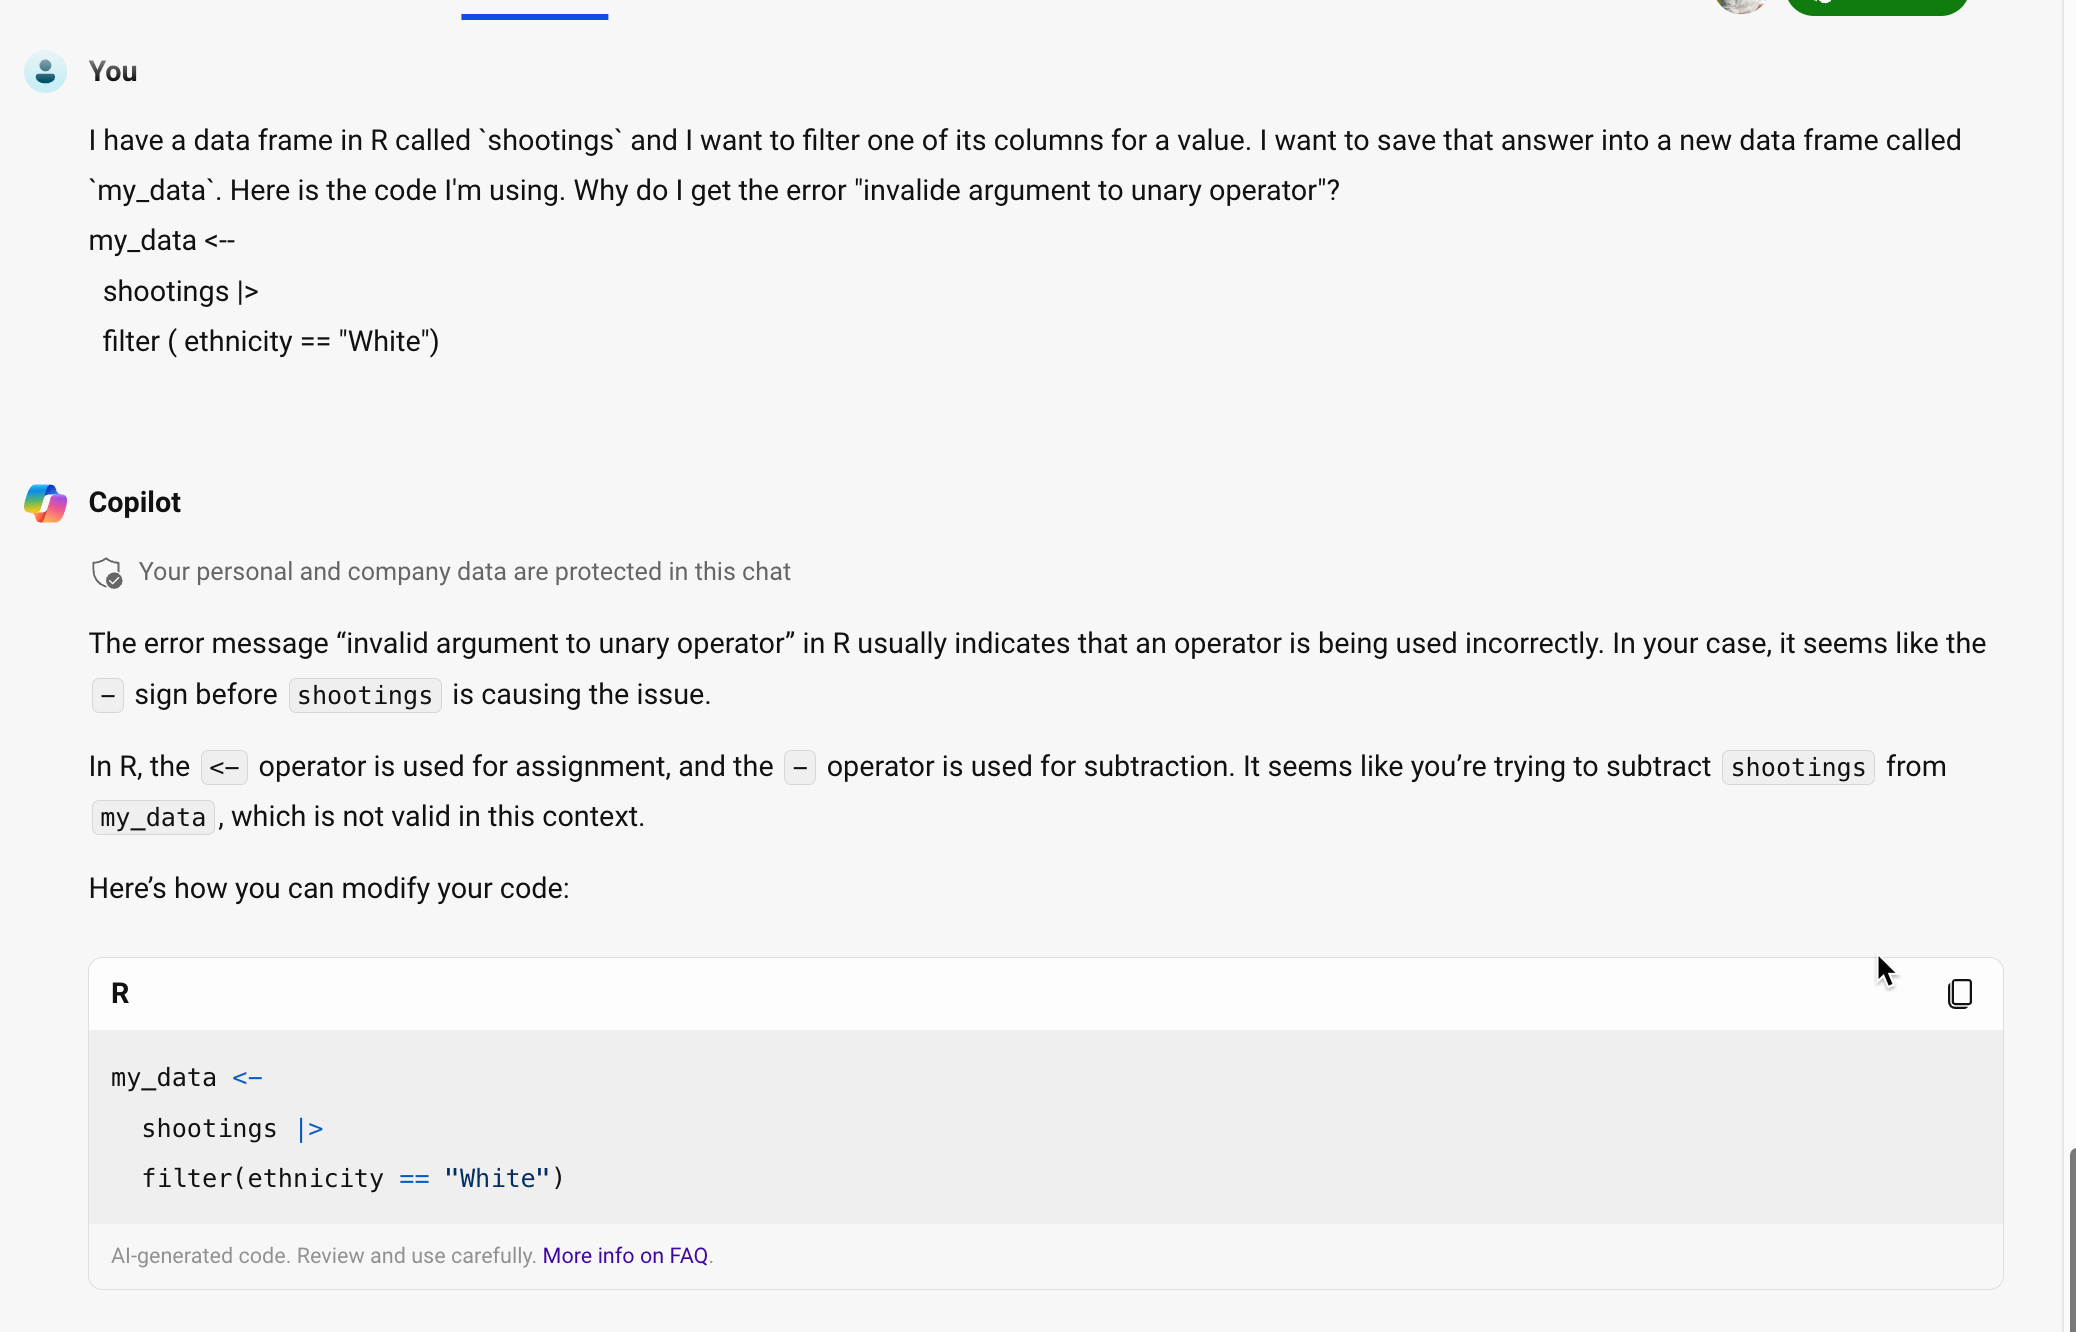 You
I have a data frame in R called `shootings` and I want to filter one of its columns for a value. I want to save that answer into a new data frame called
`my_data`. Here is the code I'm using. Why do I get the error "invalide argument to unary operator"?
my_data <--
  shootings |>
  filter ( ethnicity == "White")
Copilot
Your personal and company data are protected in this chat
The error message “invalid argument to unary operator” in R usually indicates that an operator is being used incorrectly. In your case, it seems like the
- sign before shootings is causing the issue.
In R, the <- operator is used for assignment, and the - operator is used for subtraction. It seems like you’re trying to subtract shootings from
my_data , which is not valid in this context.
Here’s how you can modify your code:
R
my_data <-
  shootings |>
  filter(ethnicity == "White")
AI-generated code. Review and use carefully. More info on FAQ.